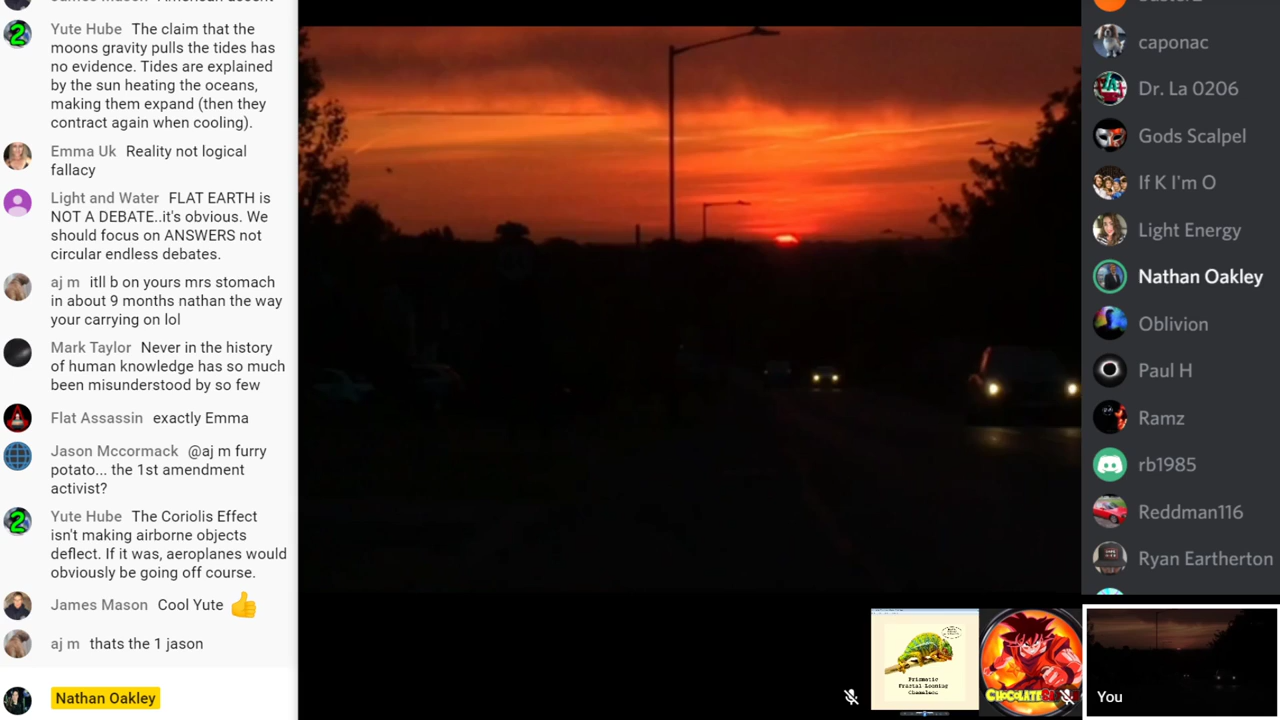 Yute Hube The claim that the
moons gravity pulls the tides has
no evidence. Tides are explained
by the sun heating the oceans,
making them expand (then they
contract again when cooling).
Emma Uk Reality not logical
fallacy
Light and Water FLAT EARTH is
NOT A DEBATE..it's obvious. We
should focus on ANSWERS not
circular endless debates.
aj m itll b on yours mrs stomach
in about 9 months nathan the way
your carrying on lol
Mark Taylor Never in the history
of human knowledge has so much
been misunderstood by so few
Flat Assassin exactly Emma
Jason Mccormack @aj m furry
potato... the 1st amendment
activist?
Yute Hube The Coriolis Effect
isn't making airborne objects
deflect. If it was, aeroplanes would
obviously be going off course.
James Mason Cool Yute 👍
aj m thats the 1 jason
Nathan Oakley
caponac
Dr. La 0206
Gods Scalpel
If K I'm O
Light Energy
Nathan Oakley
Oblivion
Paul H
Ramz
rb1985
Reddman116
Ryan Eartherton
Prismatic
Fractal Looning
You